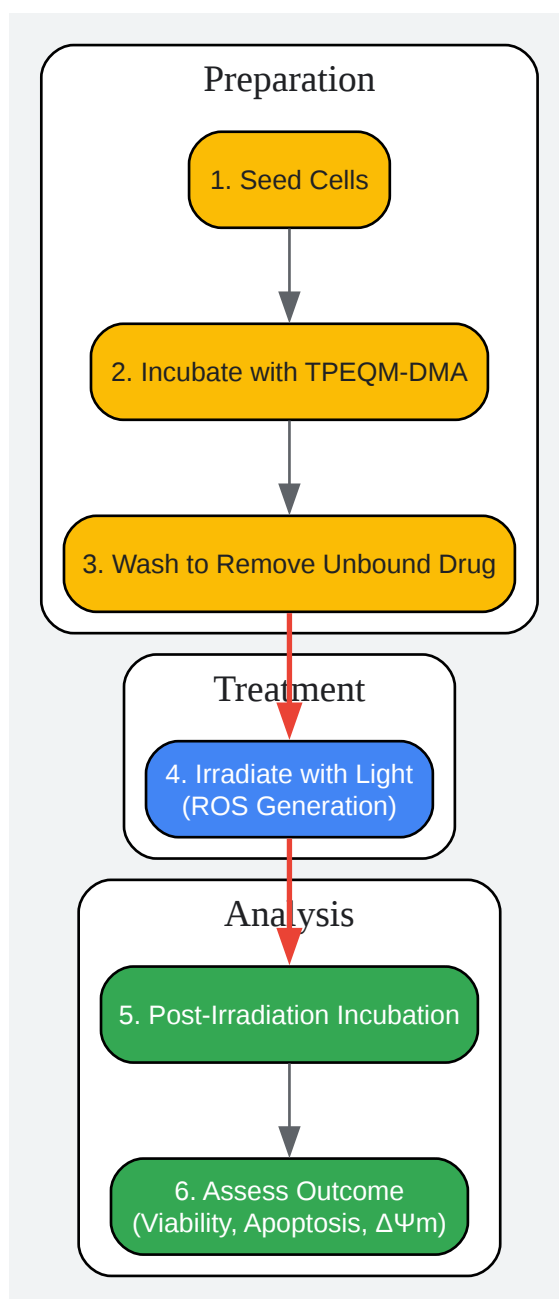 Preparation
1. Seed Cells
2. Incubate with TPEQM-DMA
3. Wash to Remove Unbound Drug
Treatment
4. Irradiate with Light
(ROS Generation)
Analysis
5. Post-Irradiation Incubation
6. Assess Outcome
(Viability, Apoptosis, ΔΨm)